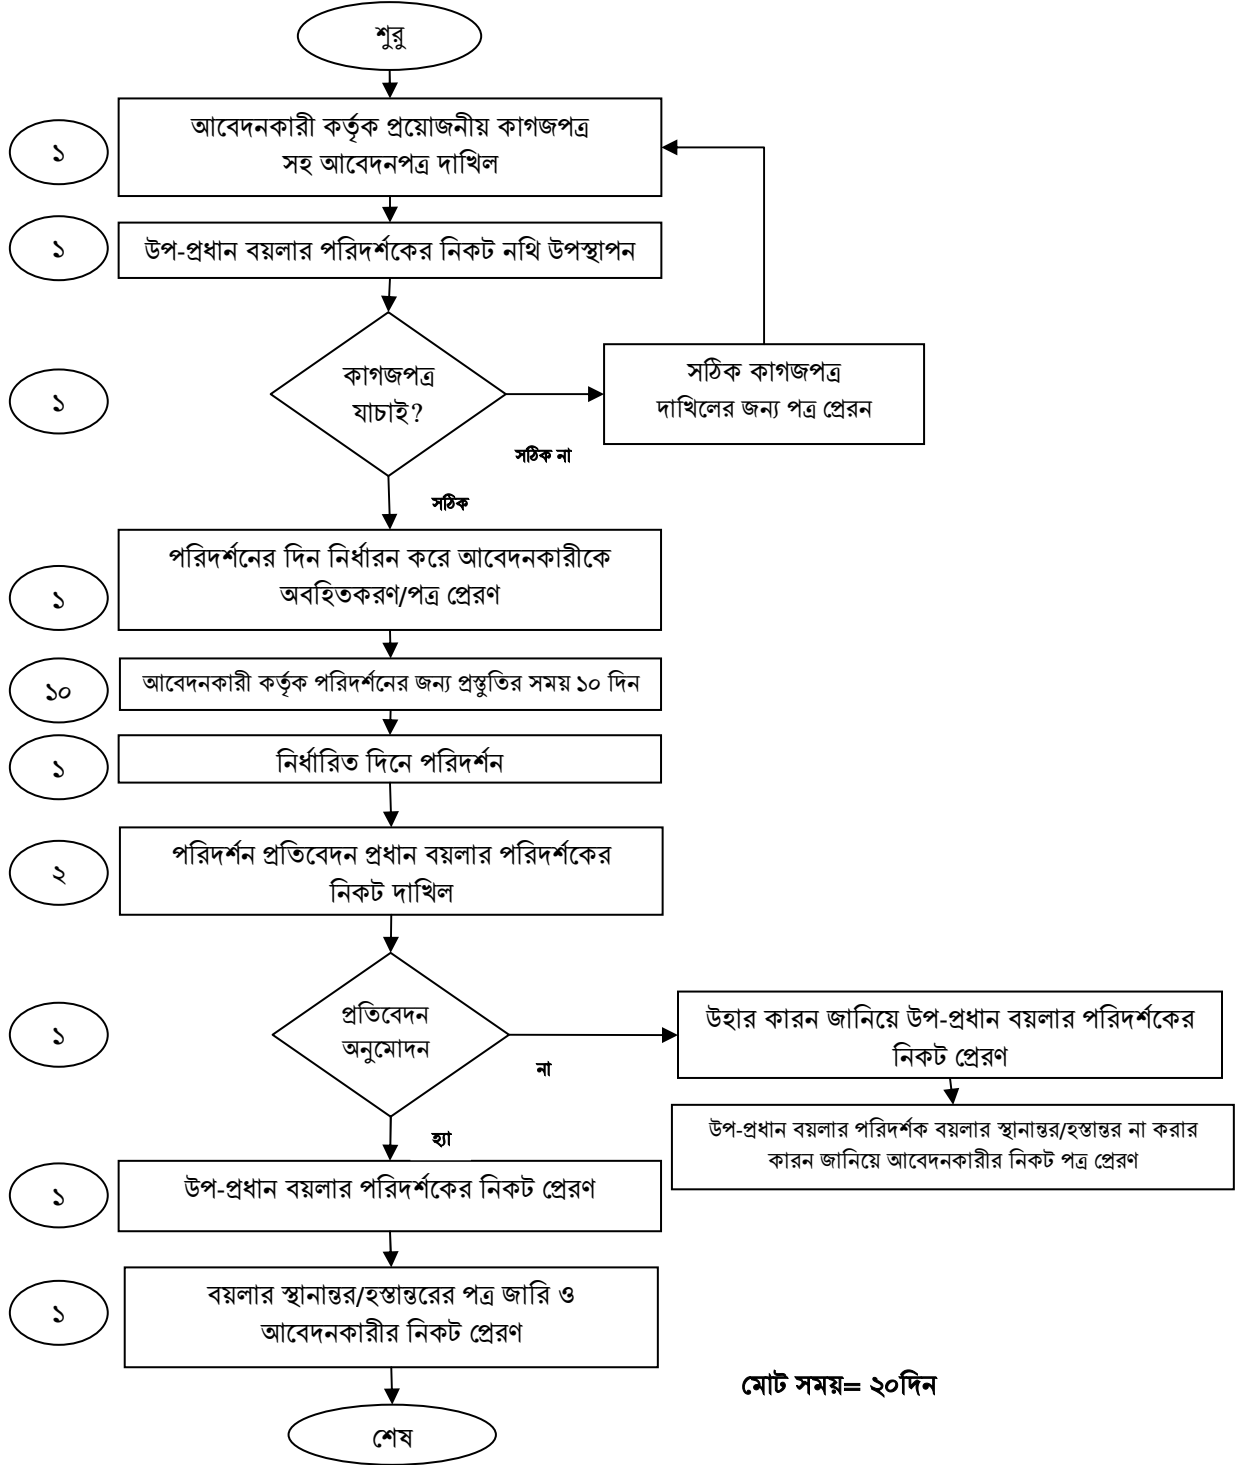 শুরু
১
আবেদনকারী কর্তৃক প্রয়োজনীয় কাগজপত্র
সহ আবেদনপত্র দাখিল
১
উপ-প্রধান বয়লার পরিদর্শকের নিকট নথি উপস্থাপন
১
কাগজপত্র
যাচাই?
সঠিক কাগজপত্র
দাখিলের জন্য পত্র প্রেরন
সঠিক না
সঠিক
১
পরিদর্শনের দিন নির্ধারন করে আবেদনকারীকে
অবহিতকরণ/পত্র প্রেরণ
১০
আবেদনকারী কর্তৃক পরিদর্শনের জন্য প্রস্তুতির সময় ১০ দিন
১
নির্ধারিত দিনে পরিদর্শন
২
পরিদর্শন প্রতিবেদন প্রধান বয়লার পরিদর্শকের
নিকট দাখিল
১
প্রতিবেদন
অনুমোদন
না
উহার কারন জানিয়ে উপ-প্রধান বয়লার পরিদর্শকের
নিকট প্রেরণ
উপ-প্রধান বয়লার পরিদর্শক বয়লার স্থানান্তর/হস্তান্তর না করার
কারন জানিয়ে আবেদনকারীর নিকট পত্র প্রেরণ
হ্যা
১
উপ-প্রধান বয়লার পরিদর্শকের নিকট প্রেরণ
১
বয়লার স্থানান্তর/হস্তান্তরের পত্র জারি ও
আবেদনকারীর নিকট প্রেরণ
মোট সময়= ২০দিন
শেষ